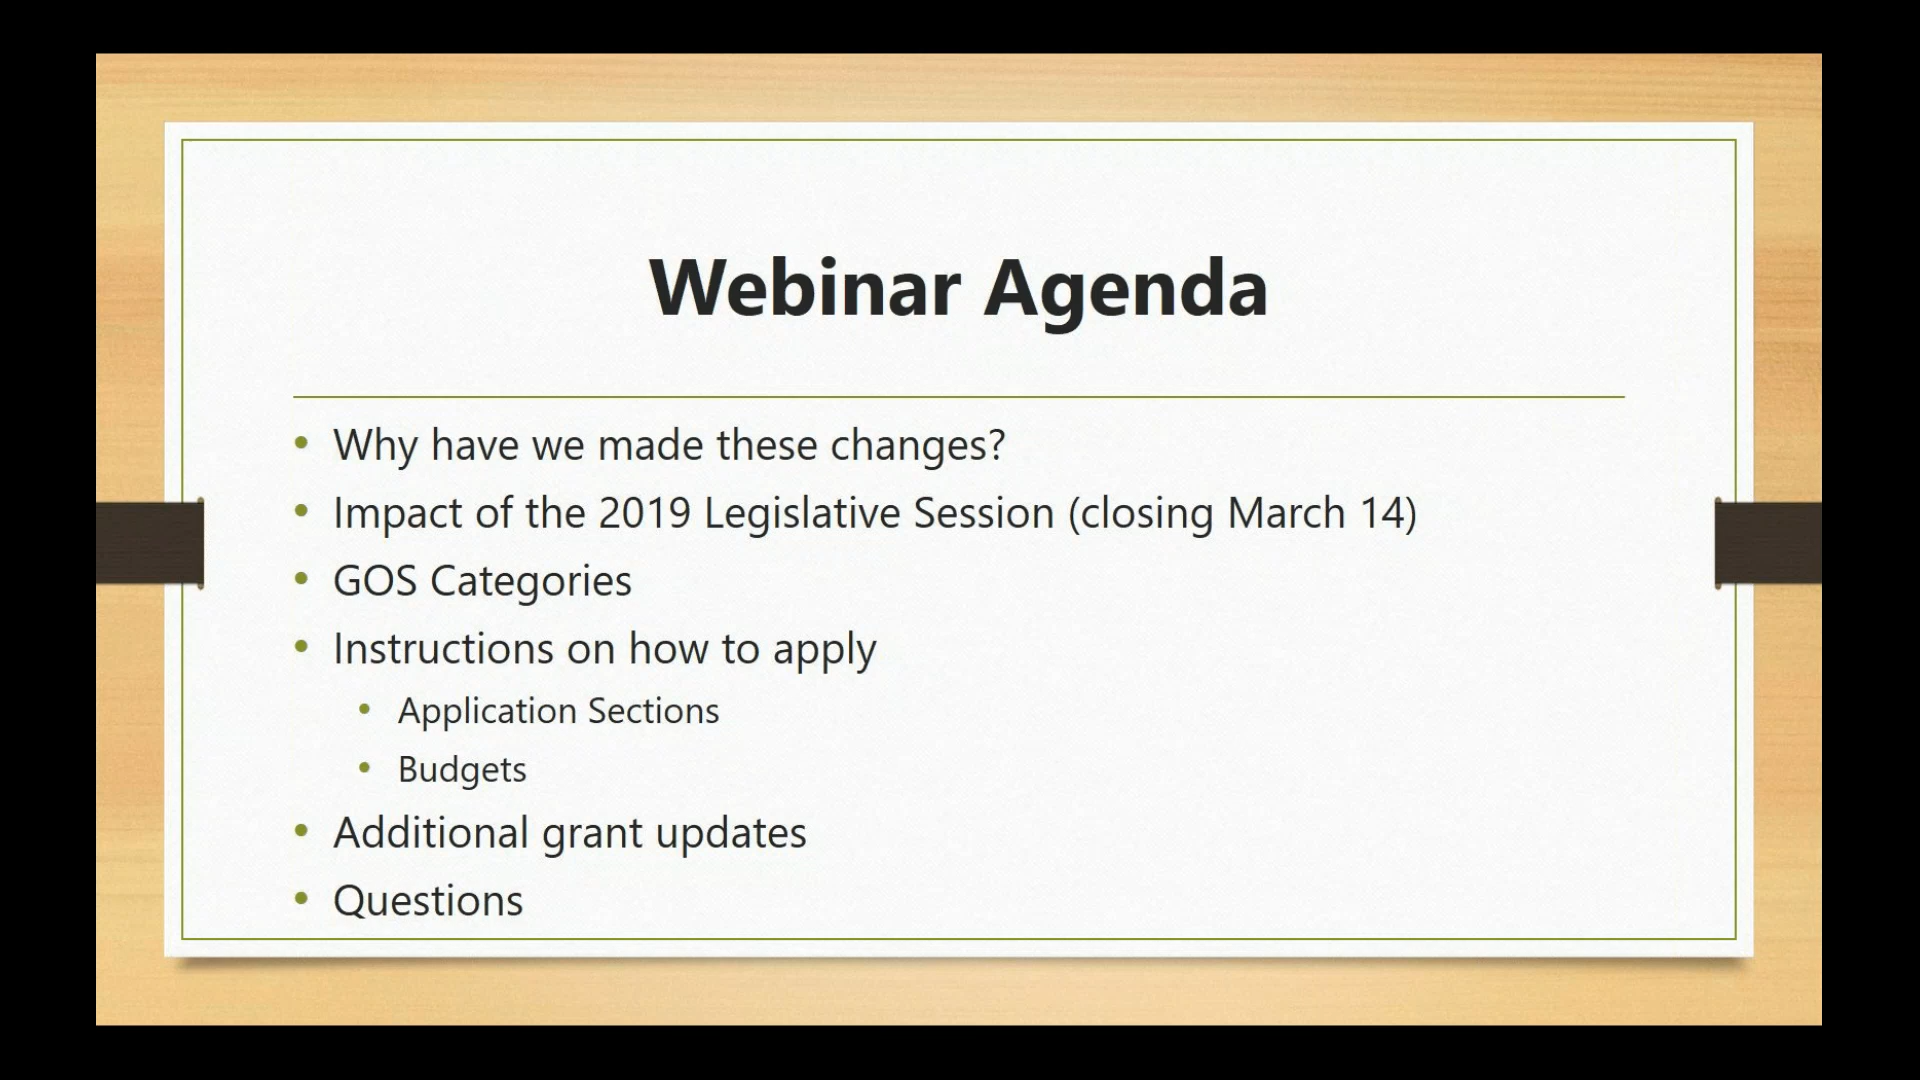 Webinar Agenda
• Why have we made these changes?
• Impact of the 2019 Legislative Session (closing March 14)
• GOS Categories
• Instructions on how to apply
• Application Sections
• Budgets
• Additional grant updates
• Questions